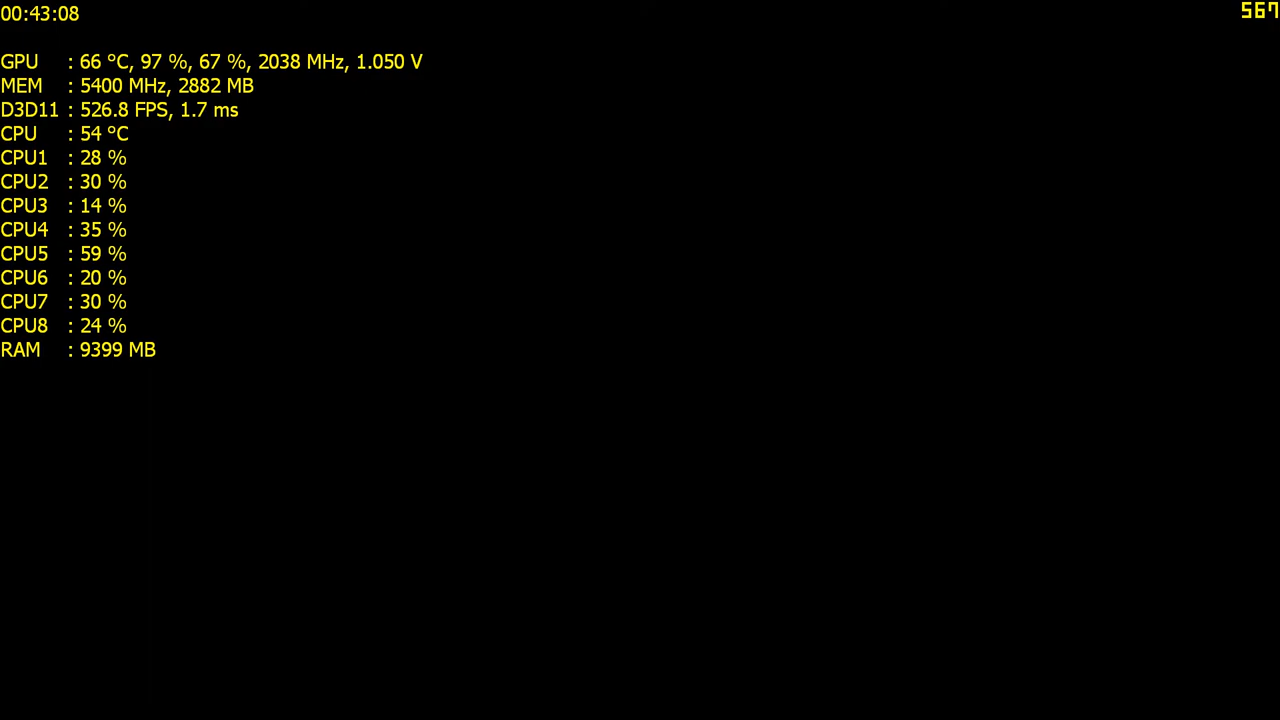 00:43:08 567
GPU : 66 °C, 97 %, 67 %, 2038 MHz, 1.050 V
MEM : 5400 MHz, 2882 MB
D3D11 : 526.8 FPS, 1.7 ms
CPU : 54 °C
CPU1 : 28 %
CPU2 : 30 %
CPU3 : 14 %
CPU4 : 35 %
CPU5 : 59 %
CPU6 : 20 %
CPU7 : 30 %
CPU8 : 24 %
RAM : 9399 MB